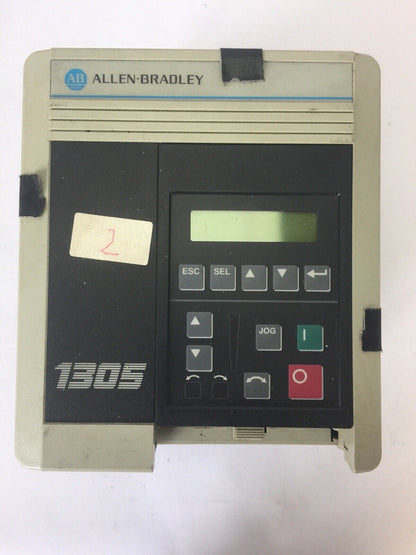 AB ALLEN-BRADLEY
2
ESC SEL
JOG I
1305 O